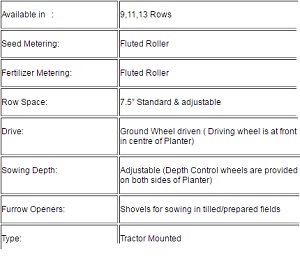 Available in : 9,11,13 Rows
Seed Metering: Fluted Roller
Fertilizer Metering: Fluted Roller
Row Space: 7.5" Standard & adjustable
Drive: Ground Wheel driven ( Driving wheel is at front
in centre of Planter)
Sowing Depth: Adjustable (Depth Control wheels are provided
on both sides of Planter)
Furrow Openers: Shovels for sowing in tilled/prepared fields
Type: Tractor Mounted